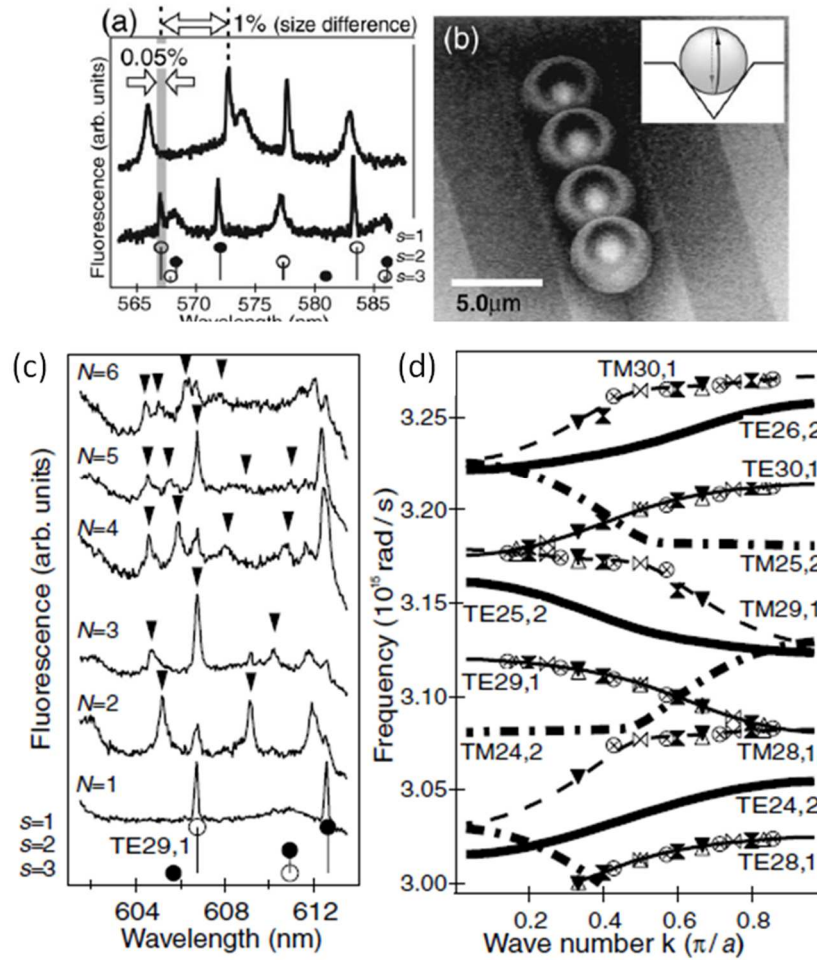 (a)
1% (size difference)
0.05%
Fluorescence (arb. units)
s=1
s=2
s=3
565 570 575 580 585
Wavelength (nm)
(b)
5.0μm
(c)
N=6
N=5
N=4
N=3
N=2
N=1
Fluorescence (arb. units)
s=1
s=2
s=3
TE29,1
604 608 612
Wavelength (nm)
(d)
TM30,1
TE26,2
TE30,1
TM25,2
TM29,1
TE25,2
TE29,1
TM24,2
TM28,1
TE24,2
TE28,1
3.25
3.20
3.15
3.10
3.05
3.00
Frequency (10¹⁵ rad / s)
0.2 0.4 0.6 0.8
Wave number k (π/a)